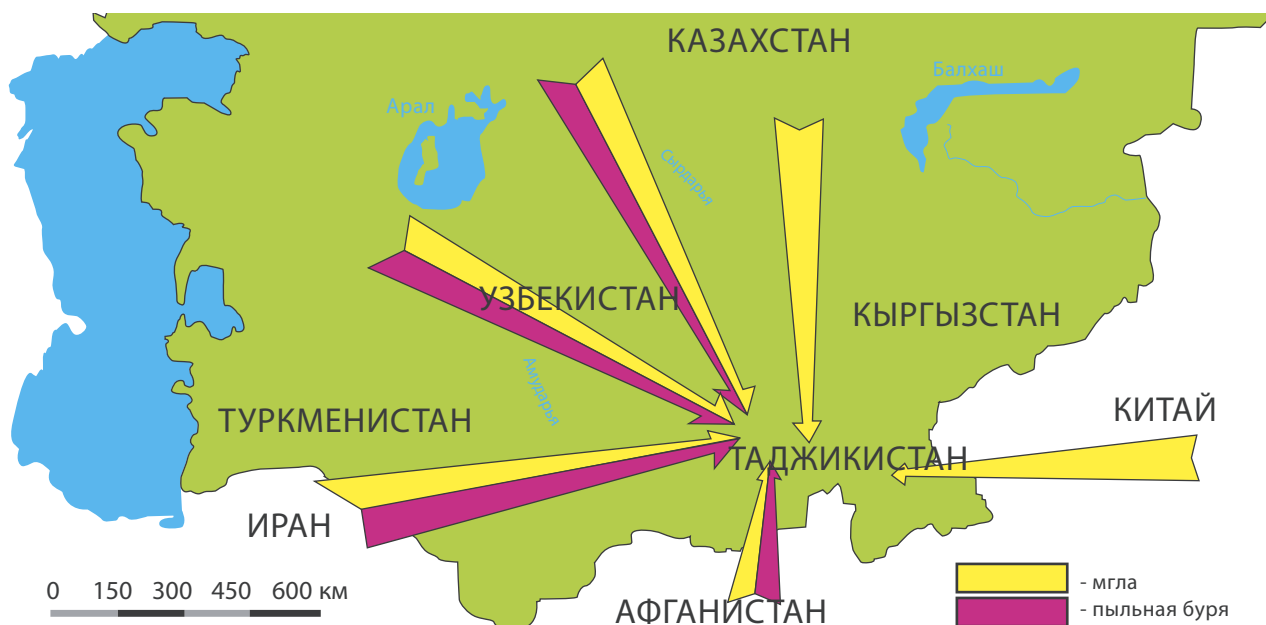 КАЗАХСТАН
Балхаш
Арал
Сырдарья
УЗБЕКИСТАН
КЫРГЫЗСТАН
Амударья
ТУРКМЕНИСТАН
КИТАЙ
ТАДЖИКИСТАН
ИРАН
0 150 300 450 600 км
АФГАНИСТАН
- мгла
- пыльная буря